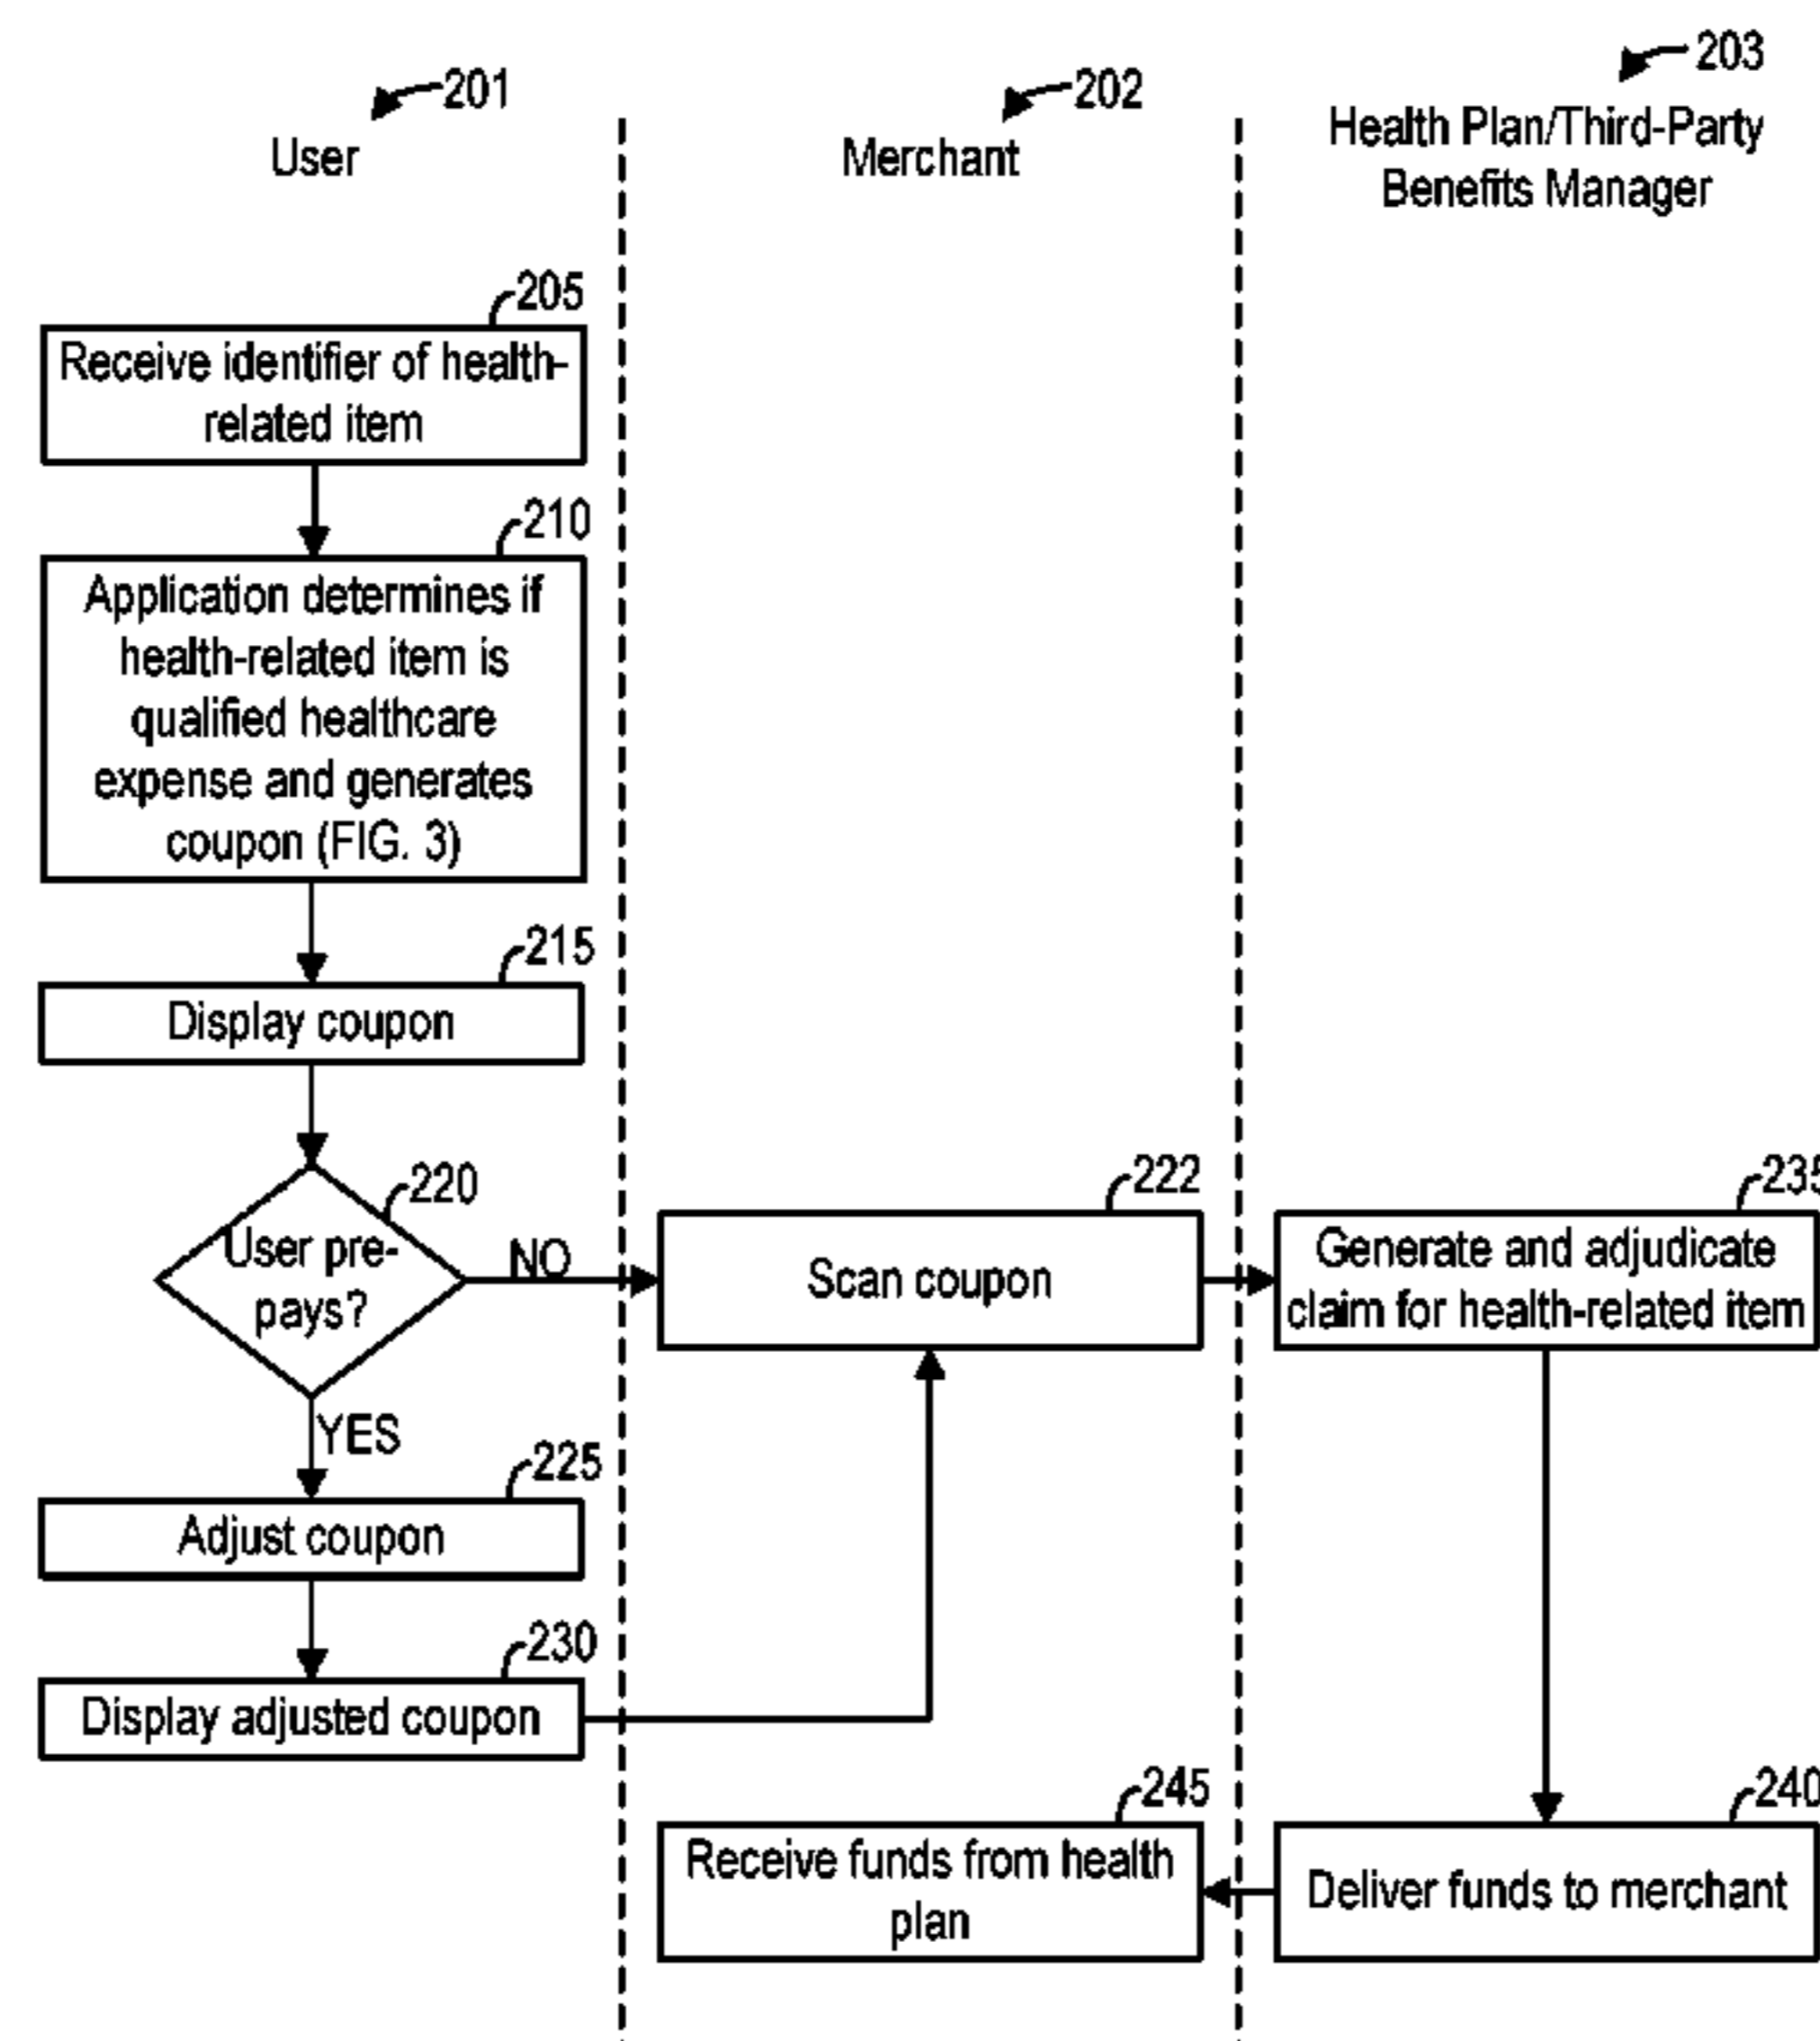 201
User
202
Merchant
203
Health Plan/Third-Party
Benefits Manager
205
Receive identifier of health-
related item
210
Application determines if
health-related item is
qualified healthcare
expense and generates
coupon (FIG. 3)
215
Display coupon
220
User pre-
pays?
NO
YES
222
Scan coupon
235
Generate and adjudicate
claim for health-related item
225
Adjust coupon
230
Display adjusted coupon
245
Receive funds from health
plan
240
Deliver funds to merchant